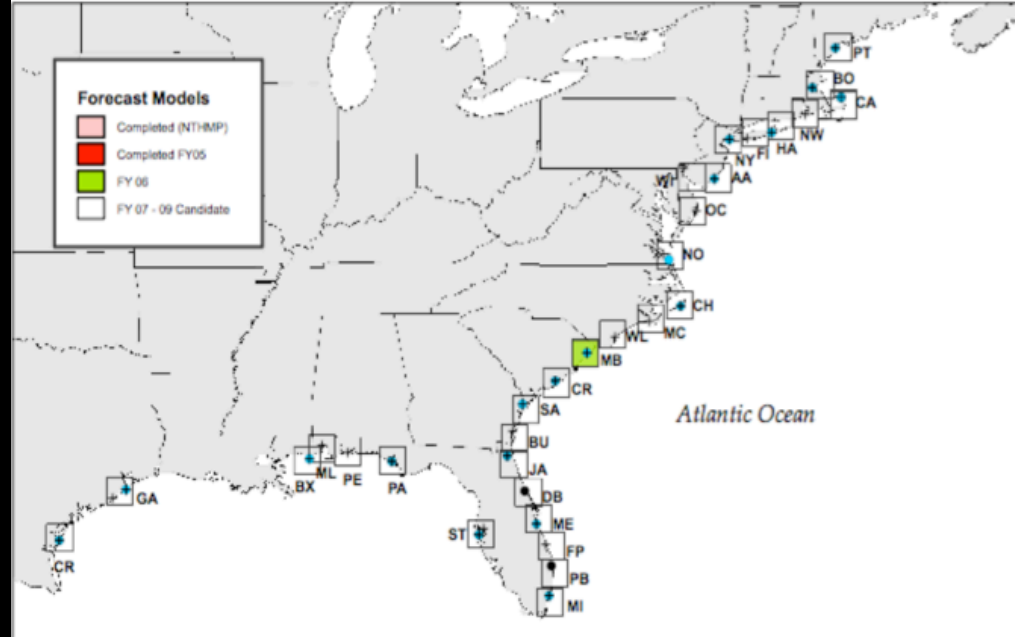 Forecast Models
Completed (NTHMP)
Completed FY05
FY 06
FY 07 - 09 Candidate
PT
BO
CA
NW
HA
FI
NY
AA
OC
NO
CH
MC
WL
MB
CR
SA
Atlantic Ocean
BU
JA
DB
ME
FP
PB
MI
ST
PA
PE
ML
BX
GA
CR